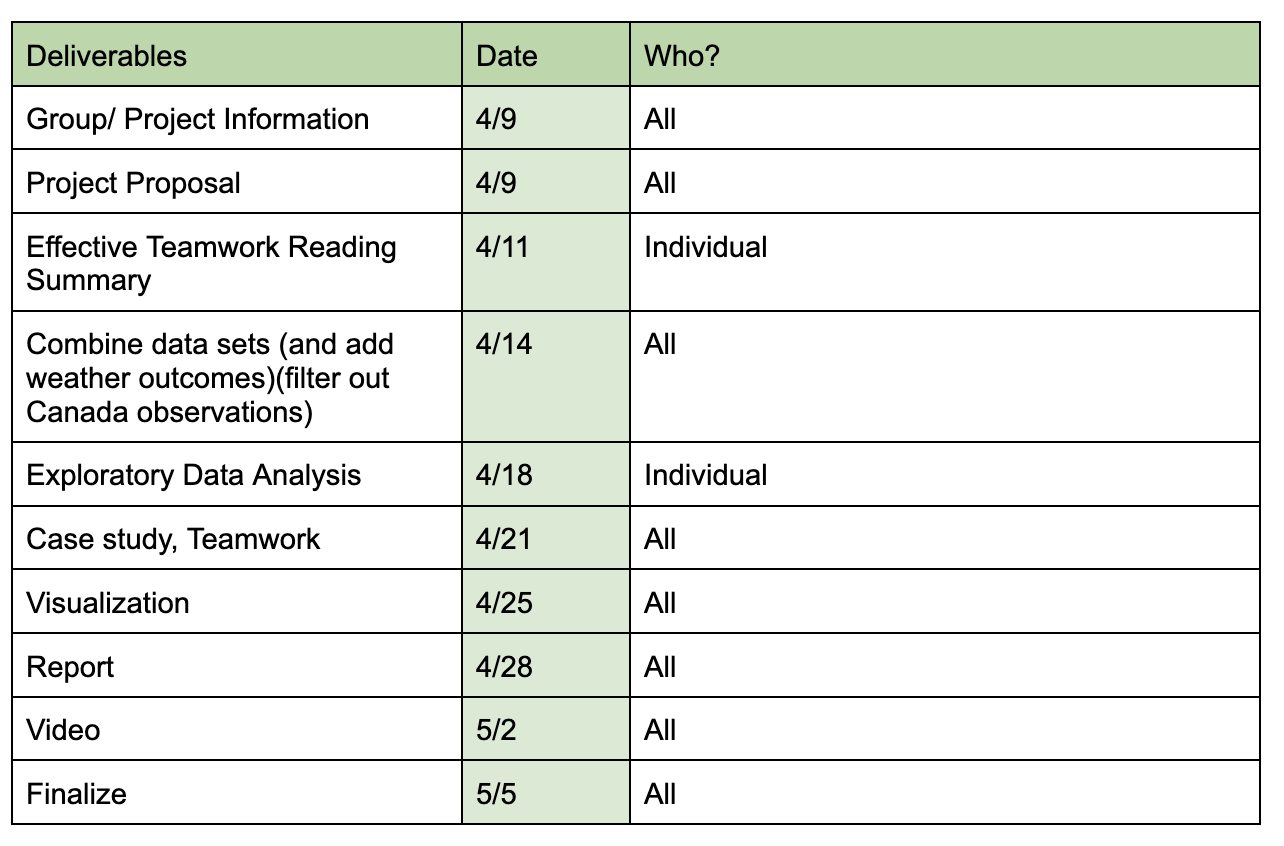 Deliverables Date Who?
Group/ Project Information 4/9 All
Project Proposal 4/9 All
Effective Teamwork Reading 4/11 Individual
Summary
Combine data sets (and add 4/14 All
weather outcomes)(filter out
Canada observations)
Exploratory Data Analysis 4/18 Individual
Case study, Teamwork 4/21 All
Visualization 4/25 All
Report 4/28 All
Video 5/2 All
Finalize 5/5 All